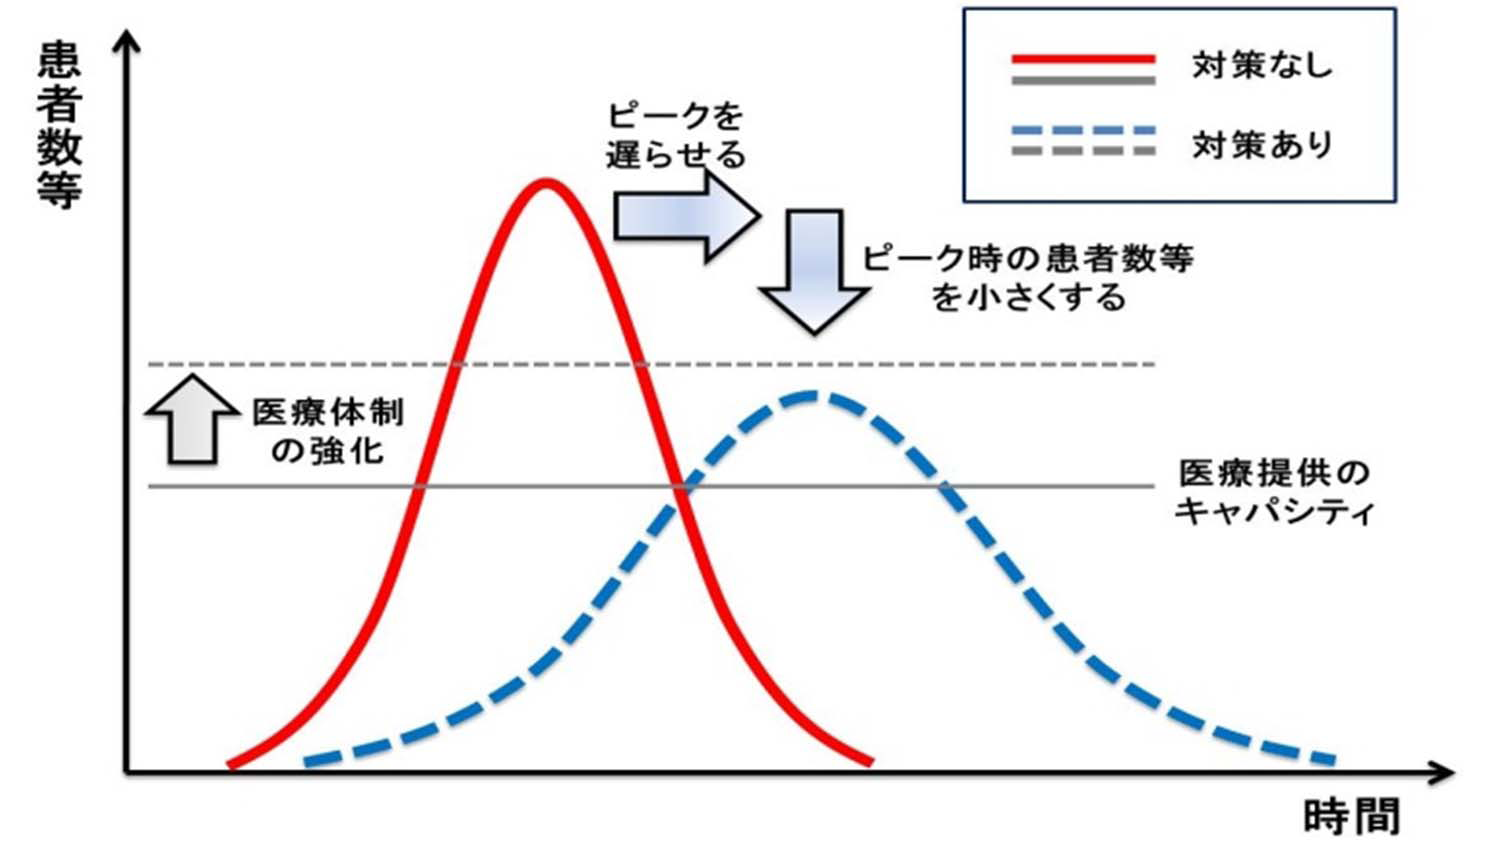 患者数等
対策なし
対策あり
ピークを
遅らせる
ピーク時の患者数等
を小さくする
医療体制
の強化
医療提供の
キャパシティ
時間